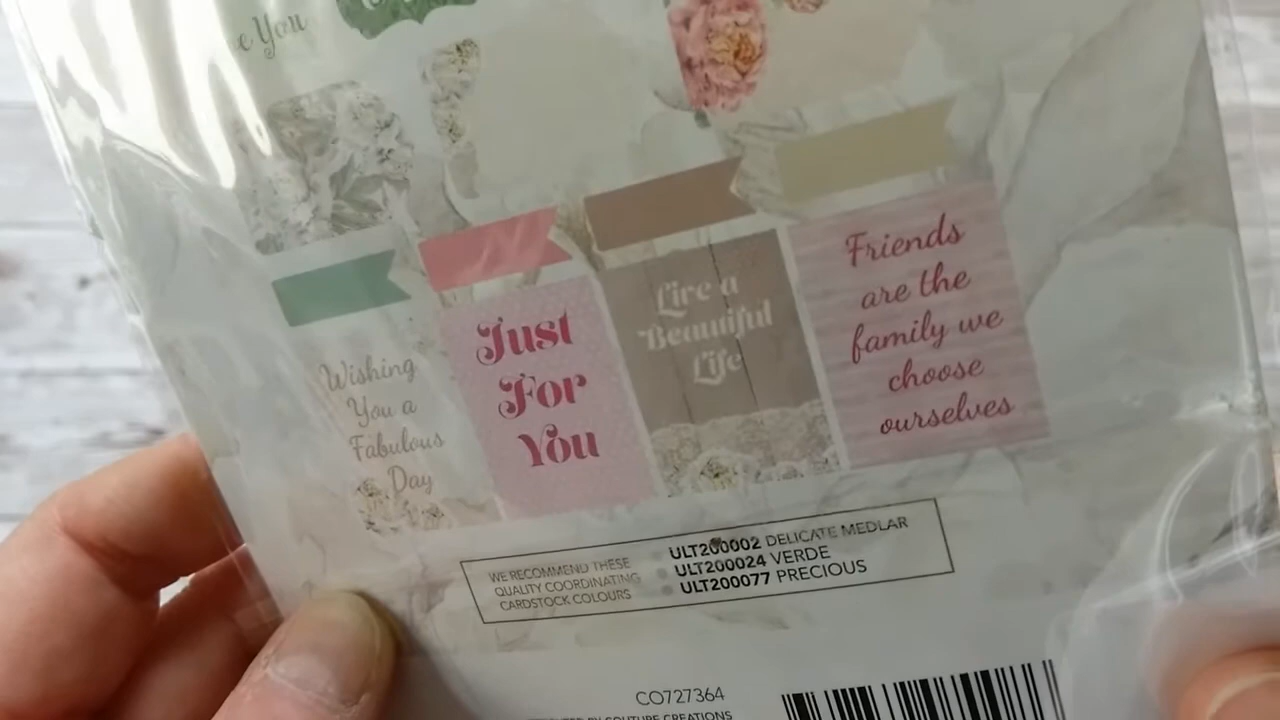 e You
Wishing
You a
Fabulous
Day
Just
For
You
Live a
Beautiful
Life
Friends
are the
family we
choose
ourselves
WE RECOMMEND THESE
QUALITY COORDINATING
CARDSTOCK COLOURS
ULT200002 DELICATE MEDLAR
ULT200024 VERDE
ULT200077 PRECIOUS
CO727364
BY COUTURE CREATIONS